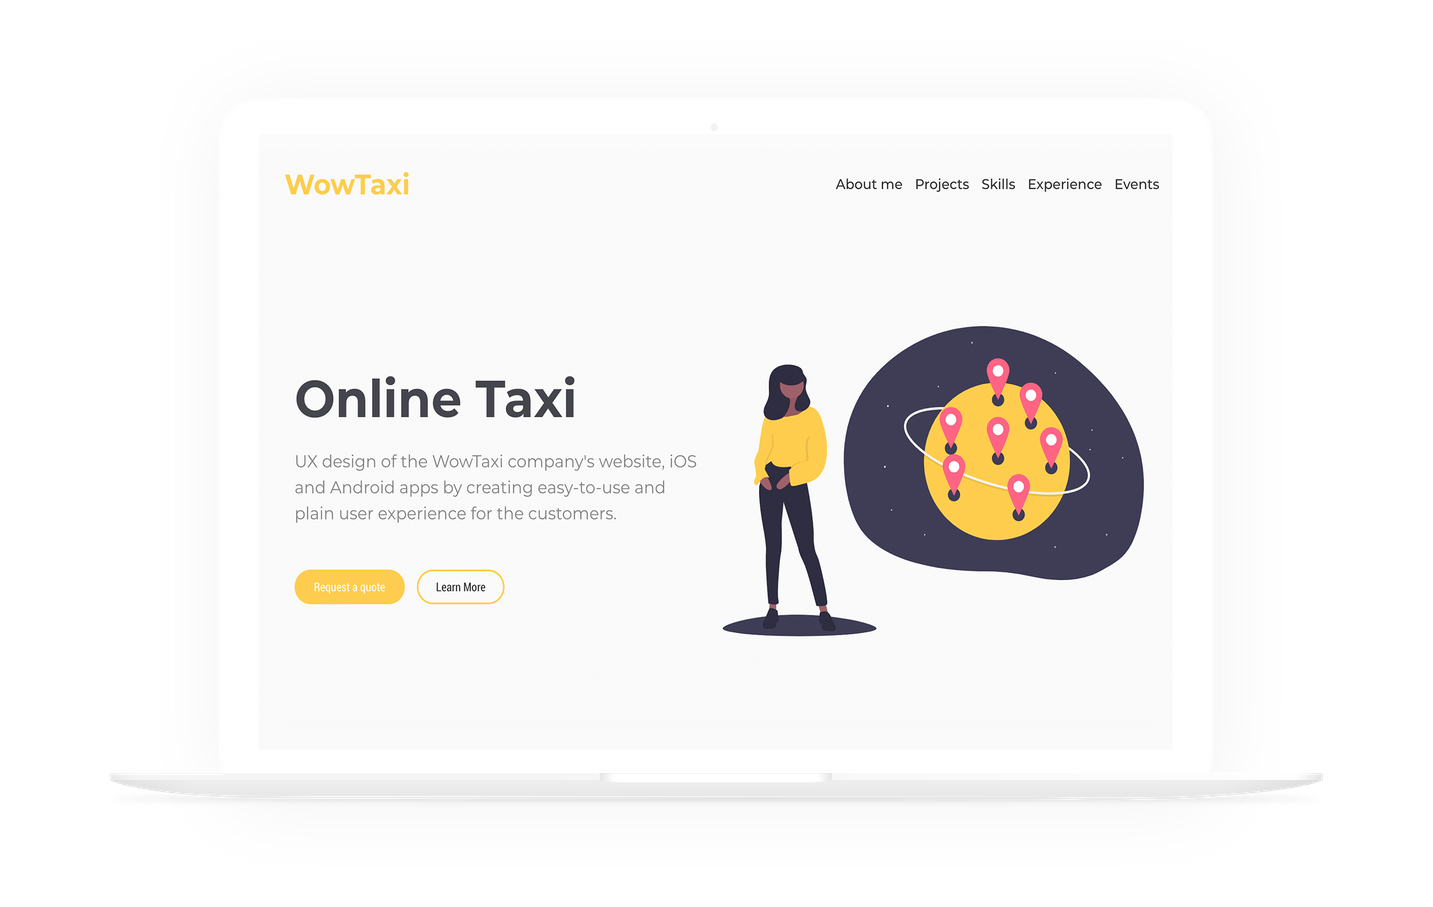 WowTaxi
About me Projects Skills Experience Events
Online Taxi
UX design of the WowTaxi company's website, iOS
and Android apps by creating easy-to-use and
plain user experience for the customers.
Request a quote Learn More